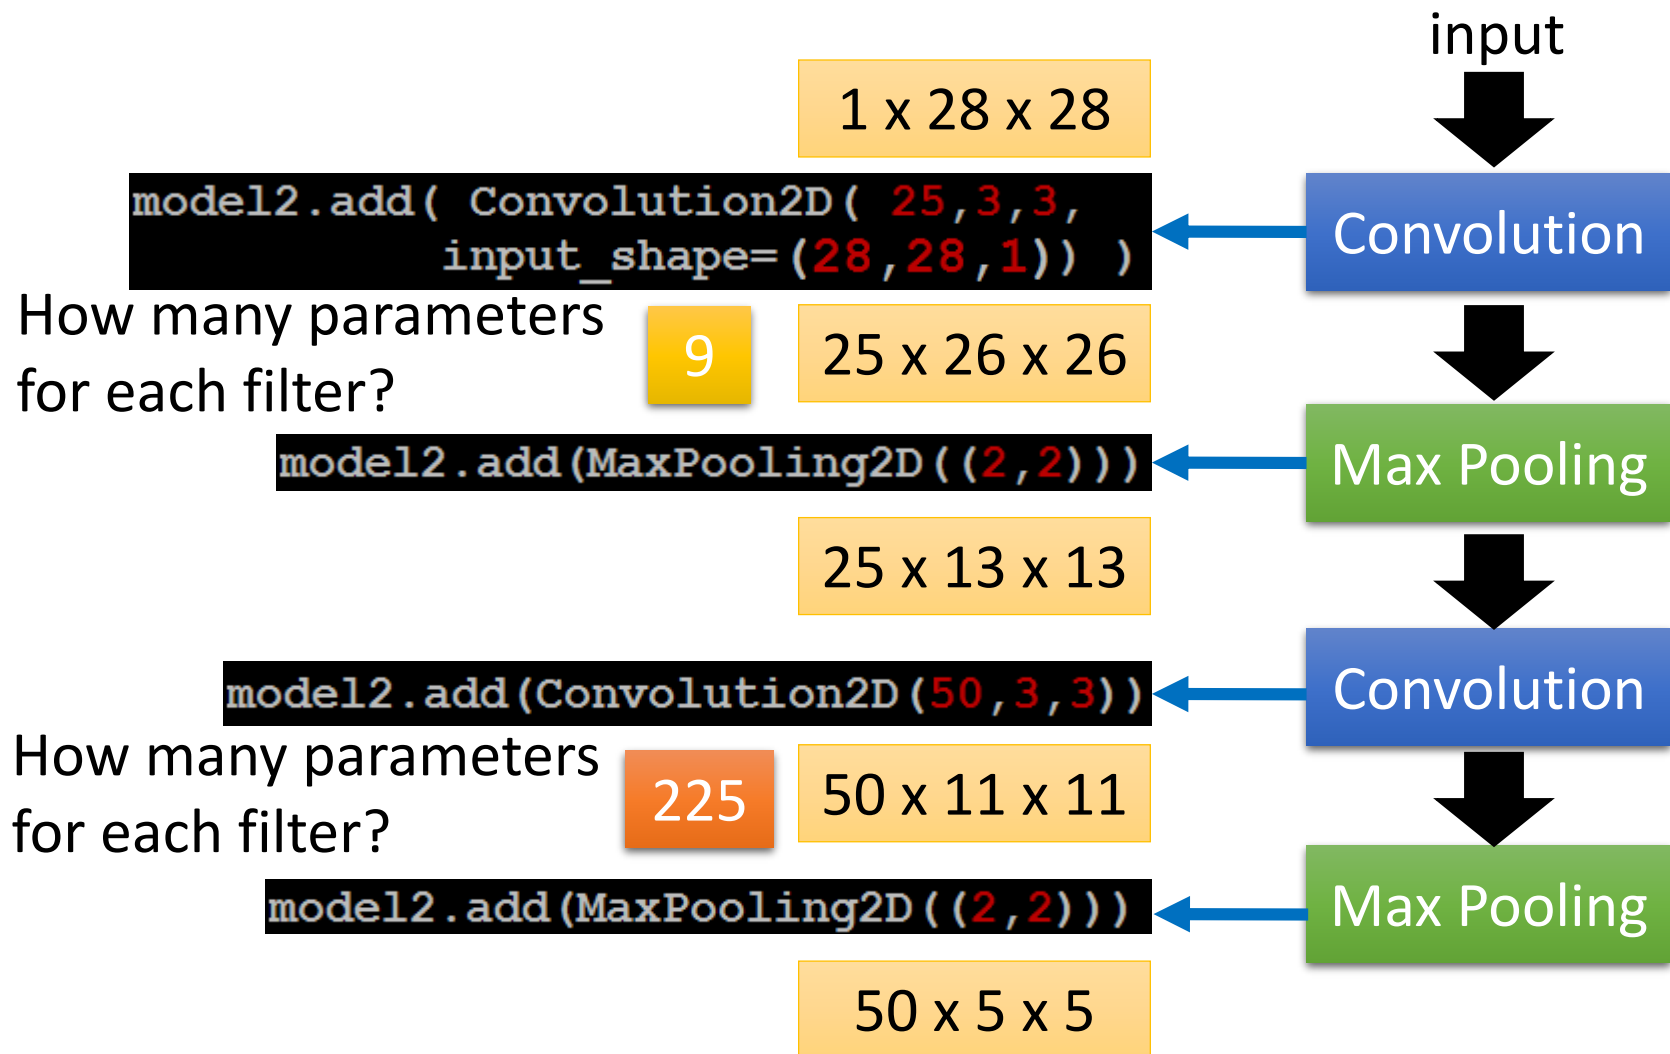 input
1 x 28 x 28
model2.add( Convolution2D( 25,3,3,
input_shape=(28,28,1)) )
Convolution
How many parameters
for each filter?
9
25 x 26 x 26
model2.add(MaxPooling2D((2,2)))
Max Pooling
25 x 13 x 13
model2.add(Convolution2D(50,3,3))
Convolution
How many parameters
for each filter?
225
50 x 11 x 11
model2.add(MaxPooling2D((2,2)))
Max Pooling
50 x 5 x 5